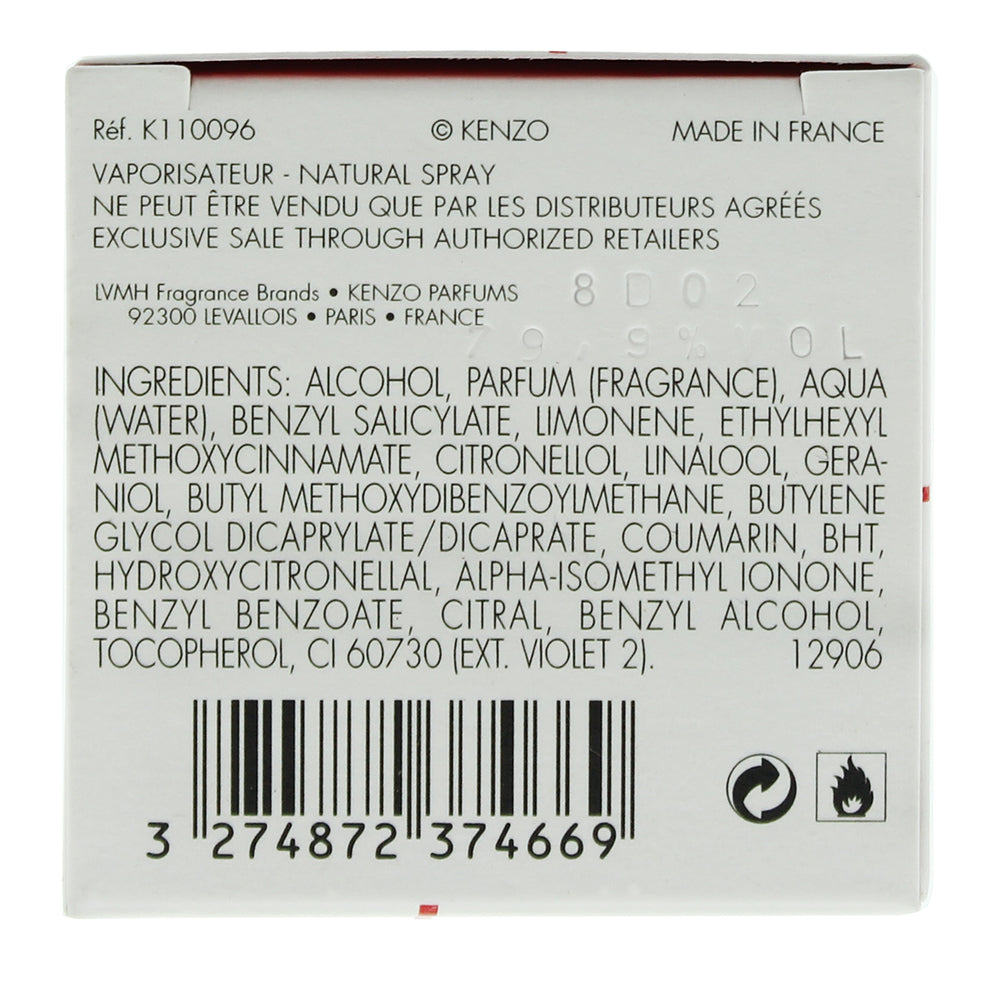 Réf. K110096 © KENZO MADE IN FRANCE
VAPORISATEUR - NATURAL SPRAY
NE PEUT ÊTRE VENDU QUE PAR LES DISTRIBUTEURS AGRÉÉS
EXCLUSIVE SALE THROUGH AUTHORIZED RETAILERS
LVMH Fragrance Brands • KENZO PARFUMS
92300 LEVALLOIS • PARIS • FRANCE
8D02
79,9% VOL
INGREDIENTS: ALCOHOL, PARFUM (FRAGRANCE), AQUA
(WATER), BENZYL SALICYLATE, LIMONENE, ETHYLHEXYL
METHOXYCINNAMATE, CITRONELLOL, LINALOOL, GERA-
NIOL, BUTYL METHOXYDIBENZOYLMETHANE, BUTYLENE
GLYCOL DICAPRYLATE/DICAPRATE, COUMARIN, BHT,
HYDROXYCITRONELLAL, ALPHA-ISOMETHYL IONONE,
BENZYL BENZOATE, CITRAL, BENZYL ALCOHOL,
TOCOPHEROL, CI 60730 (EXT. VIOLET 2). 12906
3 274872 374669